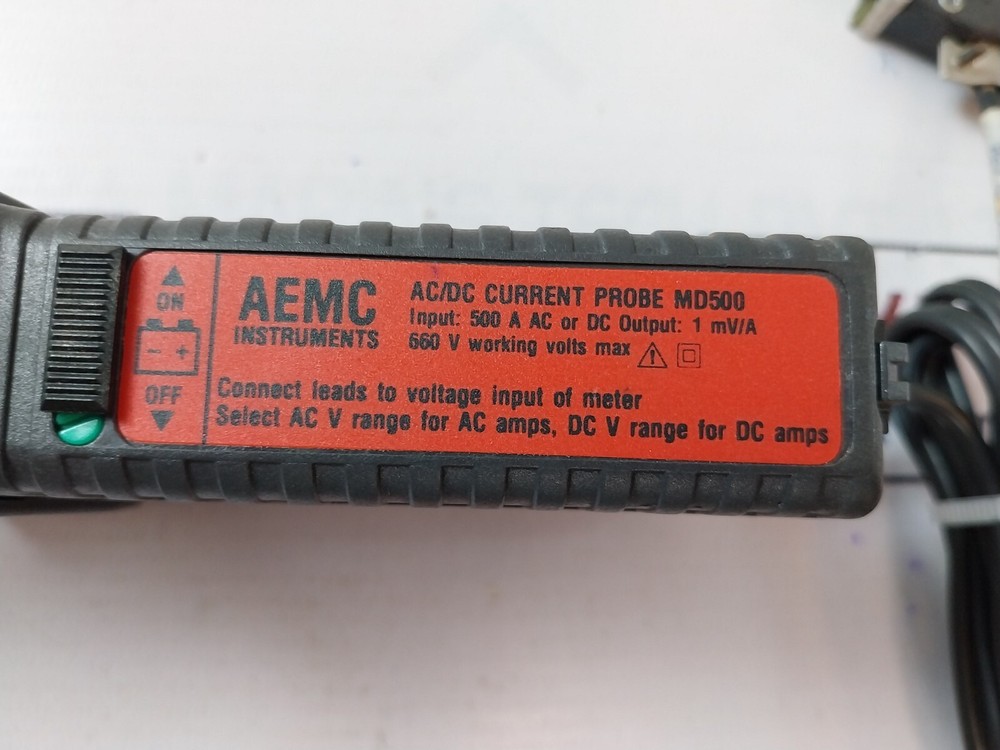 ON
- +
OFF
AEMC
INSTRUMENTS
AC/DC CURRENT PROBE MD500
Input: 500 A AC or DC Output: 1 mV/A
660 V working volts max
Connect leads to voltage input of meter
Select AC V range for AC amps, DC V range for DC amps